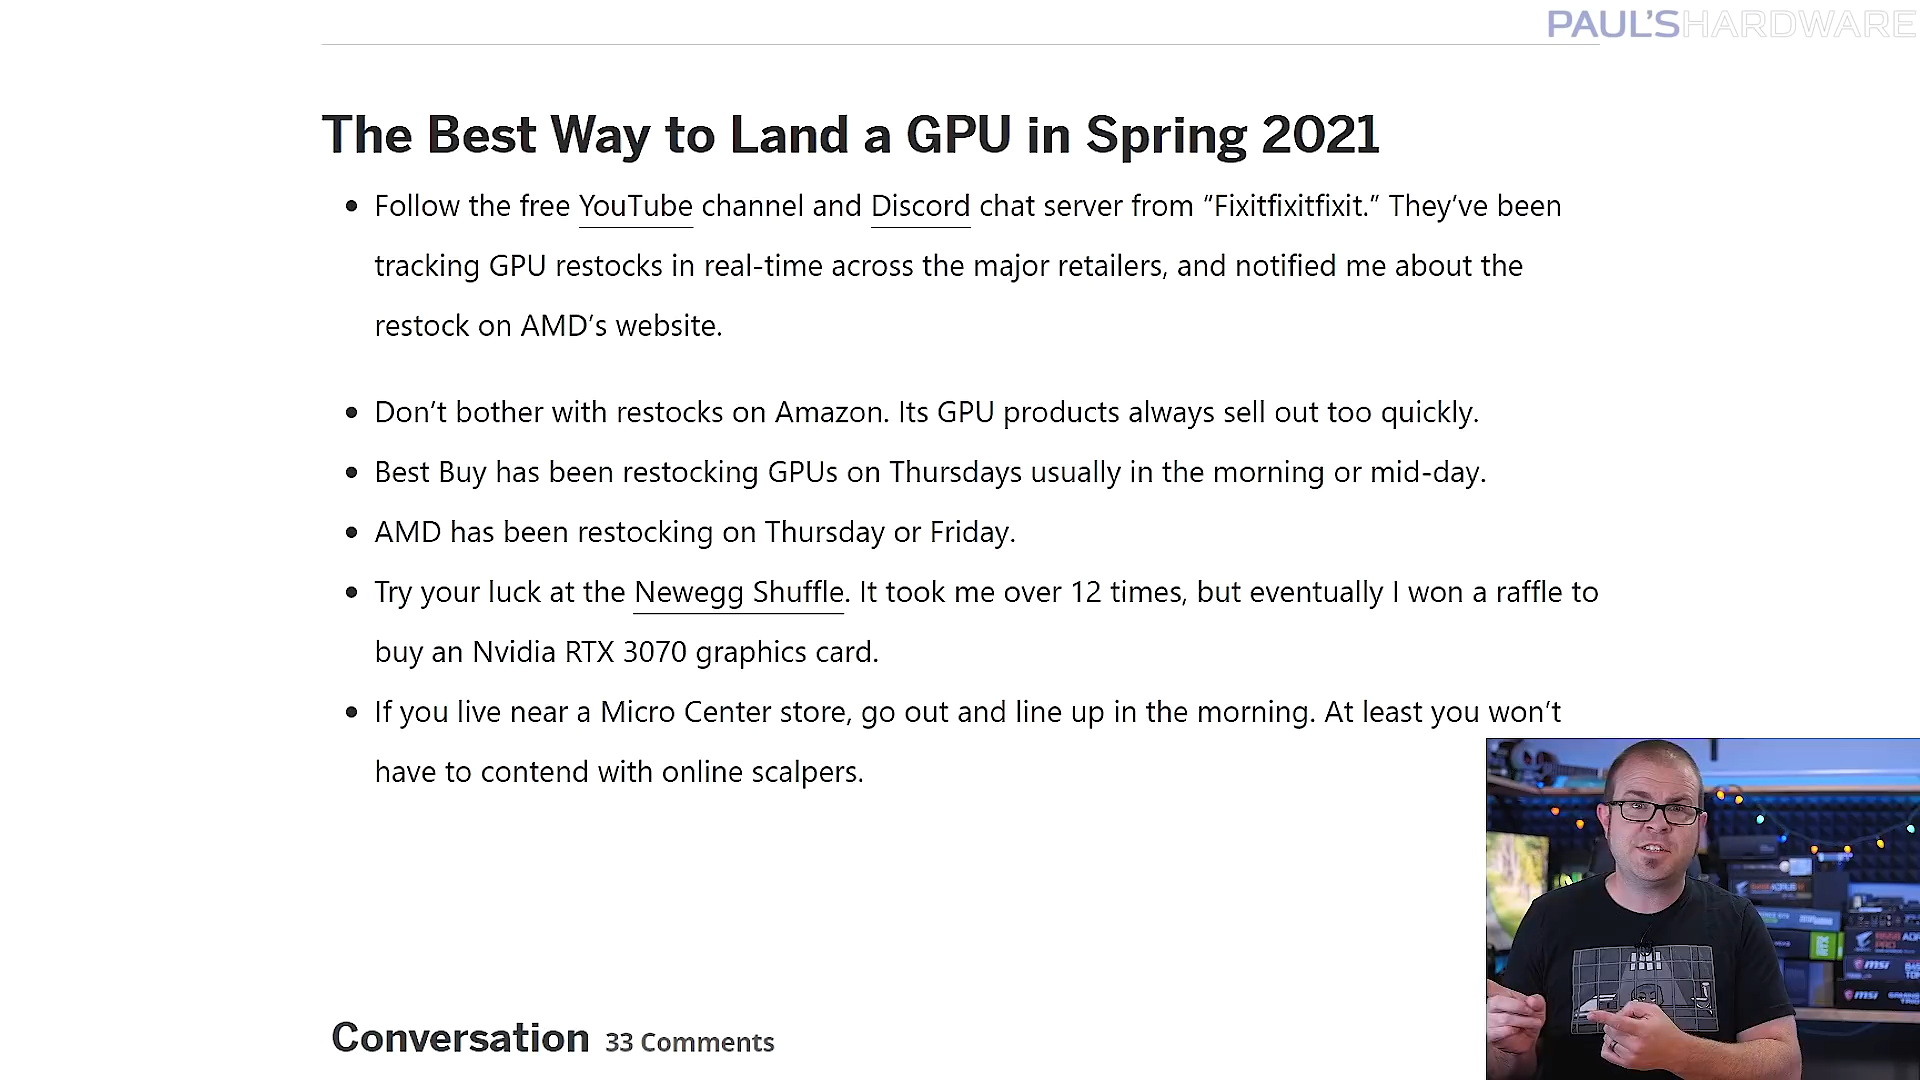 PAUL'SHARDWARE
The Best Way to Land a GPU in Spring 2021
Follow the free YouTube channel and Discord chat server from “Fixitfixitfixit.” They’ve been
tracking GPU restocks in real-time across the major retailers, and notified me about the
restock on AMD’s website.
Don’t bother with restocks on Amazon. Its GPU products always sell out too quickly.
Best Buy has been restocking GPUs on Thursdays usually in the morning or mid-day.
AMD has been restocking on Thursday or Friday.
Try your luck at the Newegg Shuffle. It took me over 12 times, but eventually I won a raffle to
buy an Nvidia RTX 3070 graphics card.
If you live near a Micro Center store, go out and line up in the morning. At least you won’t
have to contend with online scalpers.
Conversation 33 Comments
msi
msi